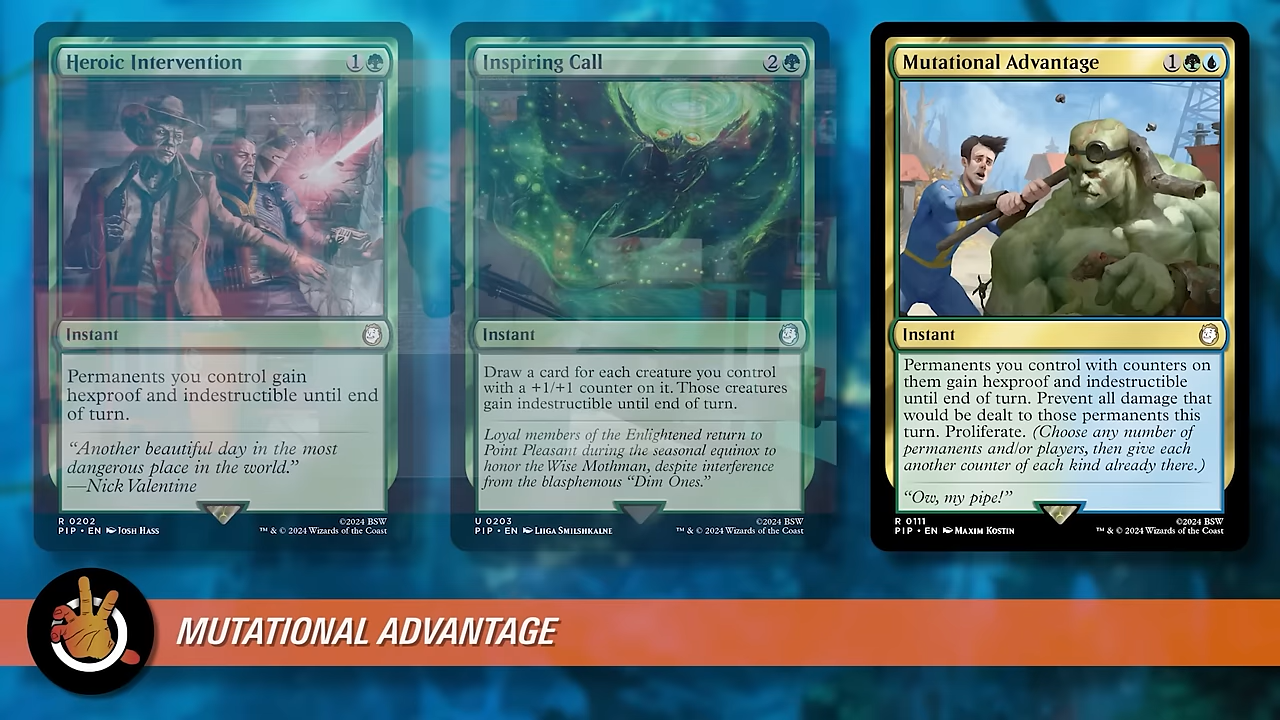 Heroic Intervention 1
Instant
Permanents you control gain
hexproof and indestructible until end
of turn.
“Another beautiful day in the most
dangerous place in the world.”
—Nick Valentine
R 0202
PIP • EN Josh Hass
©2024 BSW
™ & © 2024 Wizards of the Coast
Inspiring Call 2
Instant
Draw a card for each creature you control
with a +1/+1 counter on it. Those creatures
gain indestructible until end of turn.
Loyal members of the Enlightened return to
Point Pleasant during the seasonal equinox to
honor the Wise Mothman, despite interference
from the blasphemous “Dim Ones.”
U 0203
PIP • EN Liiga Smilshkalne
©2024 BSW
™ & © 2024 Wizards of the Coast
Mutational Advantage 1
Instant
Permanents you control with counters on
them gain hexproof and indestructible
until end of turn. Prevent all damage that
would be dealt to those permanents this
turn. Proliferate. (Choose any number of
permanents and/or players, then give each
another counter of each kind already there.)
“Ow, my pipe!”
R 0111
PIP • EN Maxim Kostin
©2024 BSW
™ & © 2024 Wizards of the Coast
MUTATIONAL ADVANTAGE